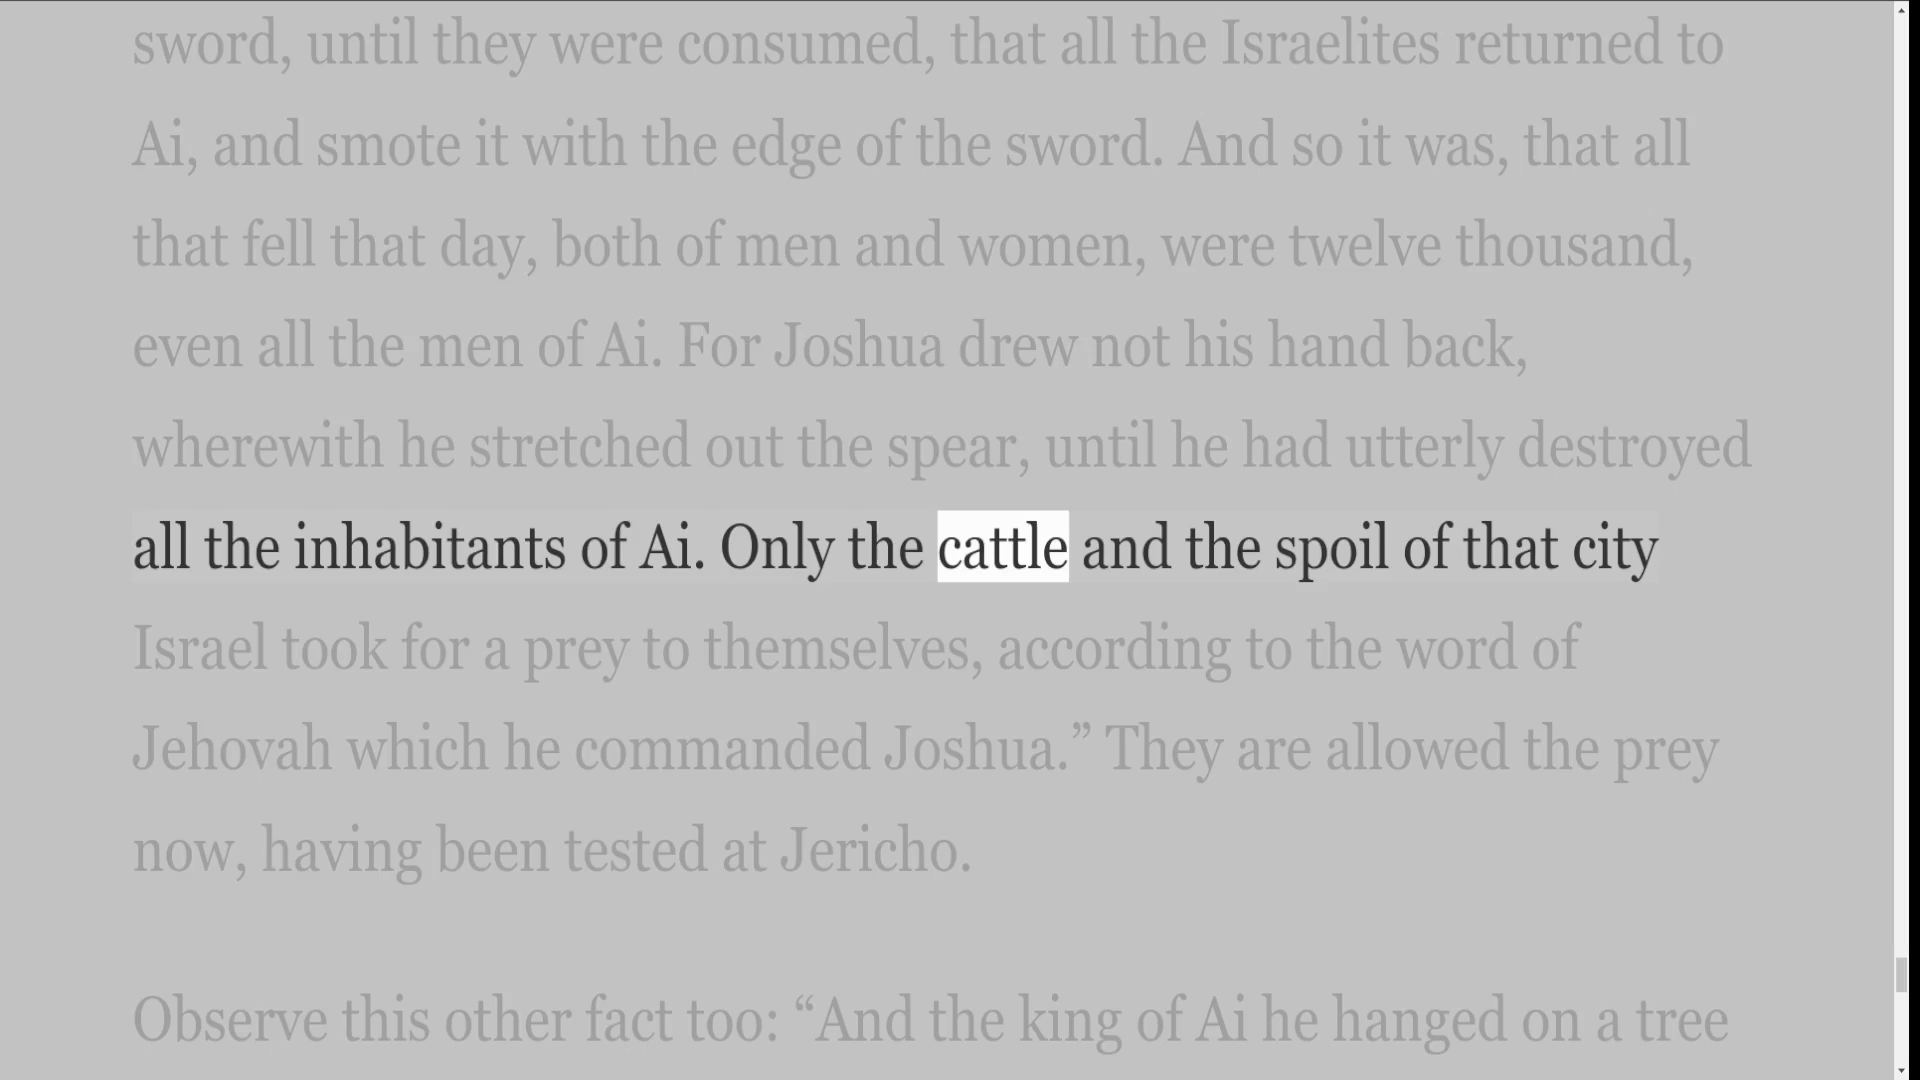 sword, until they were consumed, that all the Israelites returned to
Ai, and smote it with the edge of the sword. And so it was, that all
that fell that day, both of men and women, were twelve thousand,
even all the men of Ai. For Joshua drew not his hand back,
wherewith he stretched out the spear, until he had utterly destroyed
all the inhabitants of Ai. Only the cattle and the spoil of that city
Israel took for a prey to themselves, according to the word of
Jehovah which he commanded Joshua.” They are allowed the prey
now, having been tested at Jericho.
Observe this other fact too: “And the king of Ai he hanged on a tree